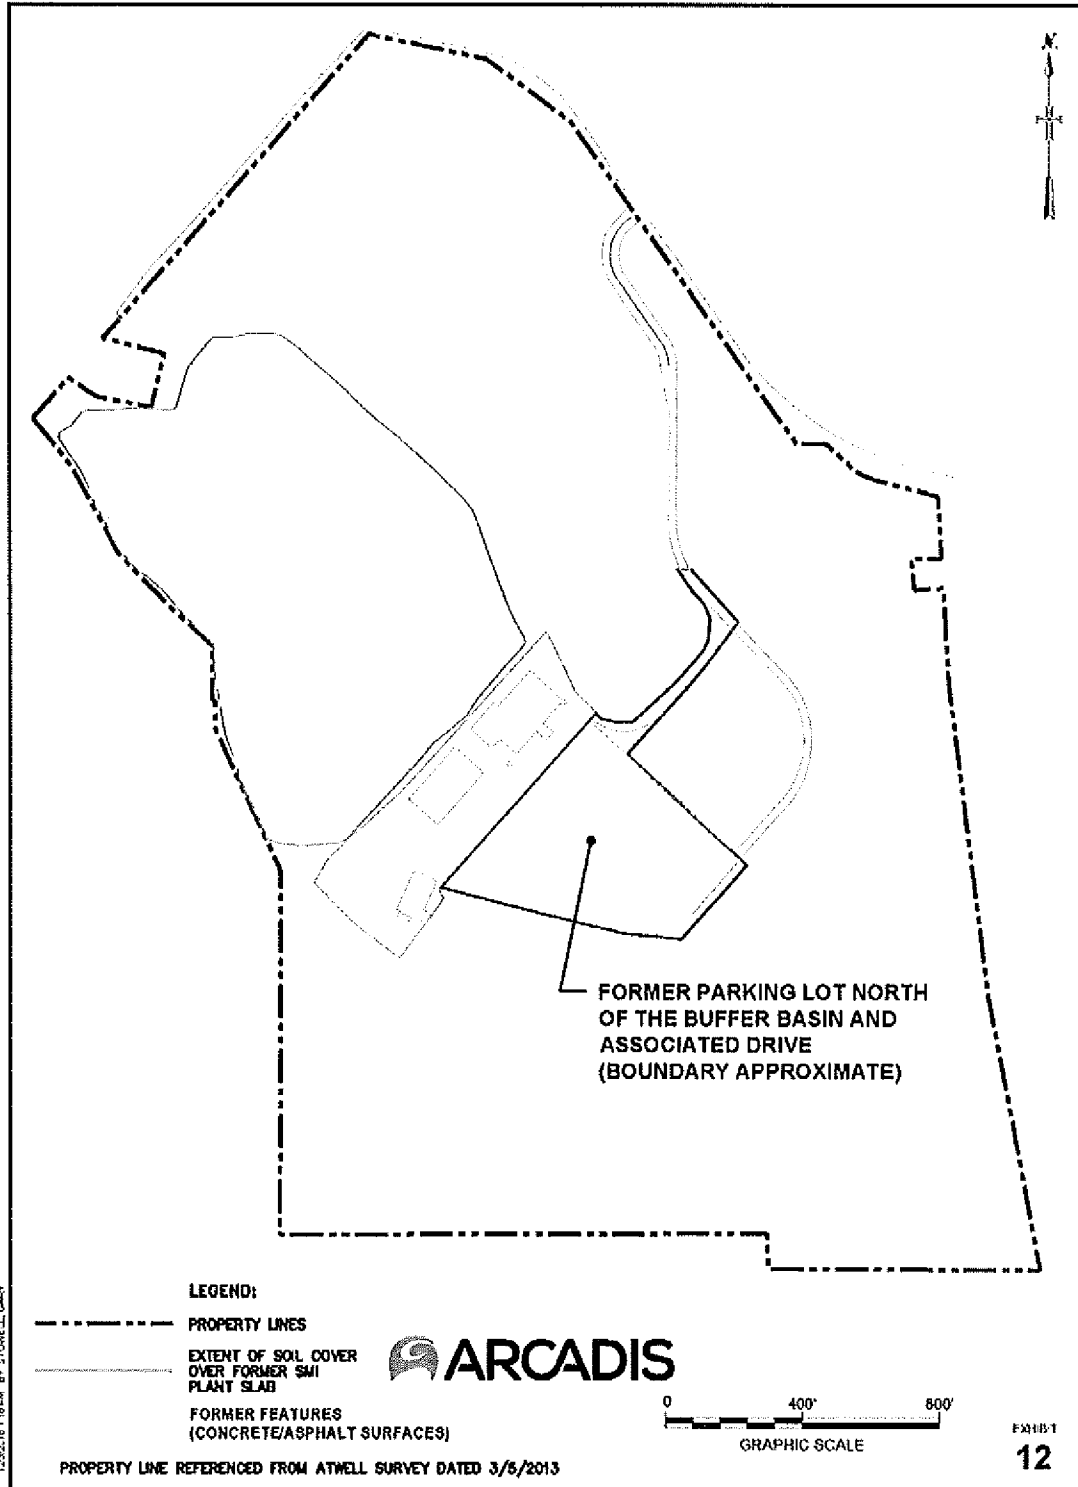 N
FORMER PARKING LOT NORTH
OF THE BUFFER BASIN AND
ASSOCIATED DRIVE
(BOUNDARY APPROXIMATE)
LEGEND:
PROPERTY LINES
EXTENT OF SOIL COVER
OVER FORMER SMI
PLANT SLAB
FORMER FEATURES
(CONCRETE/ASPHALT SURFACES)
PROPERTY LINE REFERENCED FROM ATWELL SURVEY DATED 3/5/2013
ARCADIS
0 400' 800'
GRAPHIC SCALE
EXHIBIT
12